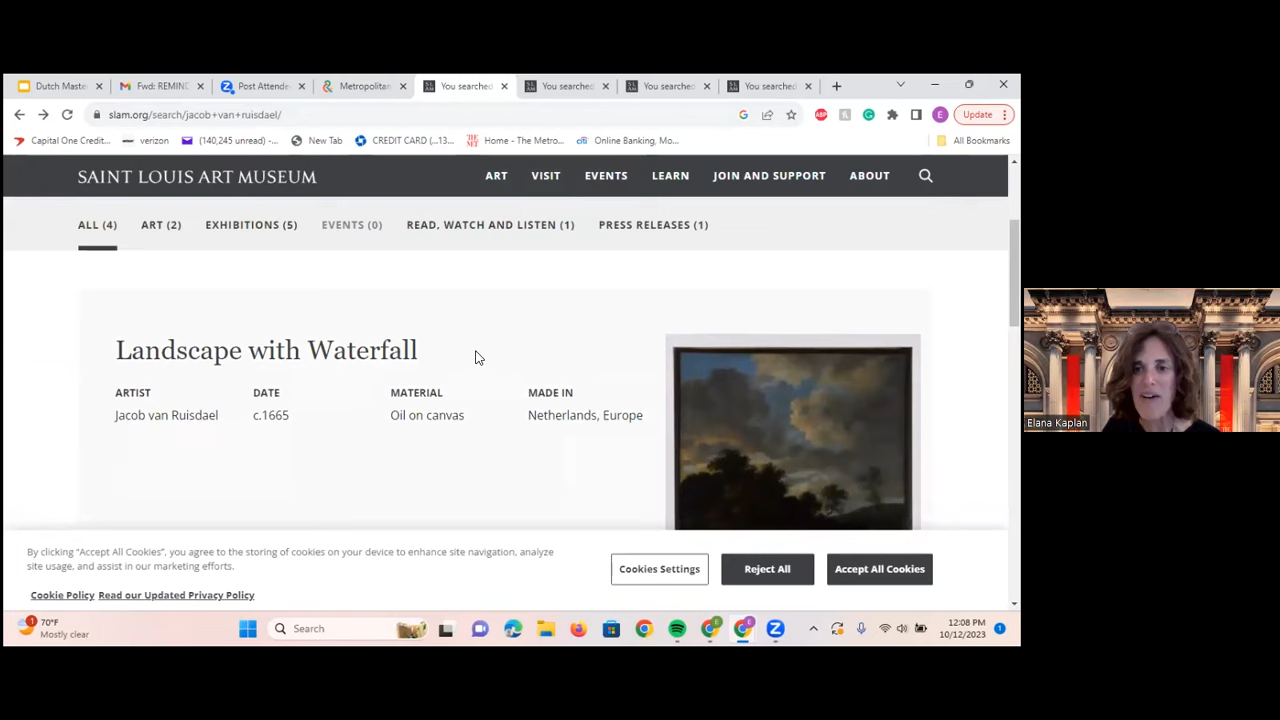 Dutch Maste
Fwd: REMIND
Post Attende
Metropolitan
You searched
You searched
You searched
You searched
slam.org/search/jacob+van+ruisdael/
ABP
E
Update
Capital One Credit...
verizon
(140,245 unread) -...
New Tab
CREDIT CARD (...13...
Home - The Metro...
citi
Online Banking, Mo...
All Bookmarks
SAINT LOUIS ART MUSEUM
ART
VISIT
EVENTS
LEARN
JOIN AND SUPPORT
ABOUT
ALL (4)
ART (2)
EXHIBITIONS (5)
EVENTS (0)
READ, WATCH AND LISTEN (1)
PRESS RELEASES (1)
Landscape with Waterfall
ARTIST
DATE
MATERIAL
MADE IN
Jacob van Ruisdael
c.1665
Oil on canvas
Netherlands, Europe
Elana Kaplan
By clicking “Accept All Cookies”, you agree to the storing of cookies on your device to enhance site navigation, analyze
site usage, and assist in our marketing efforts.
Cookies Settings
Reject All
Accept All Cookies
Cookie Policy
Read our Updated Privacy Policy
1
70°F
Mostly clear
Search
12:08 PM
10/12/2023
1